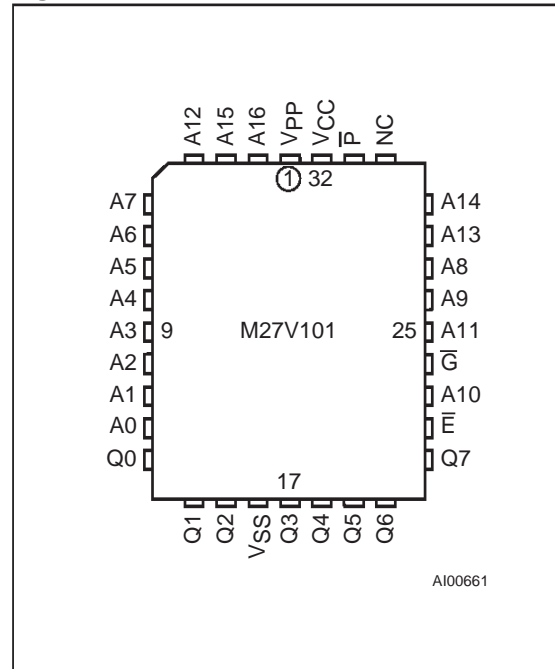 A12 A15 A16 VPP VCC P̅ NC
1 32
A7 A14
A6 A13
A5 A8
A4 A9
A3 9 M27V101 25 A11
A2 G̅
A1 A10
A0 E̅
Q0 Q7
17
Q1 Q2 VSS Q3 Q4 Q5 Q6
AI00661